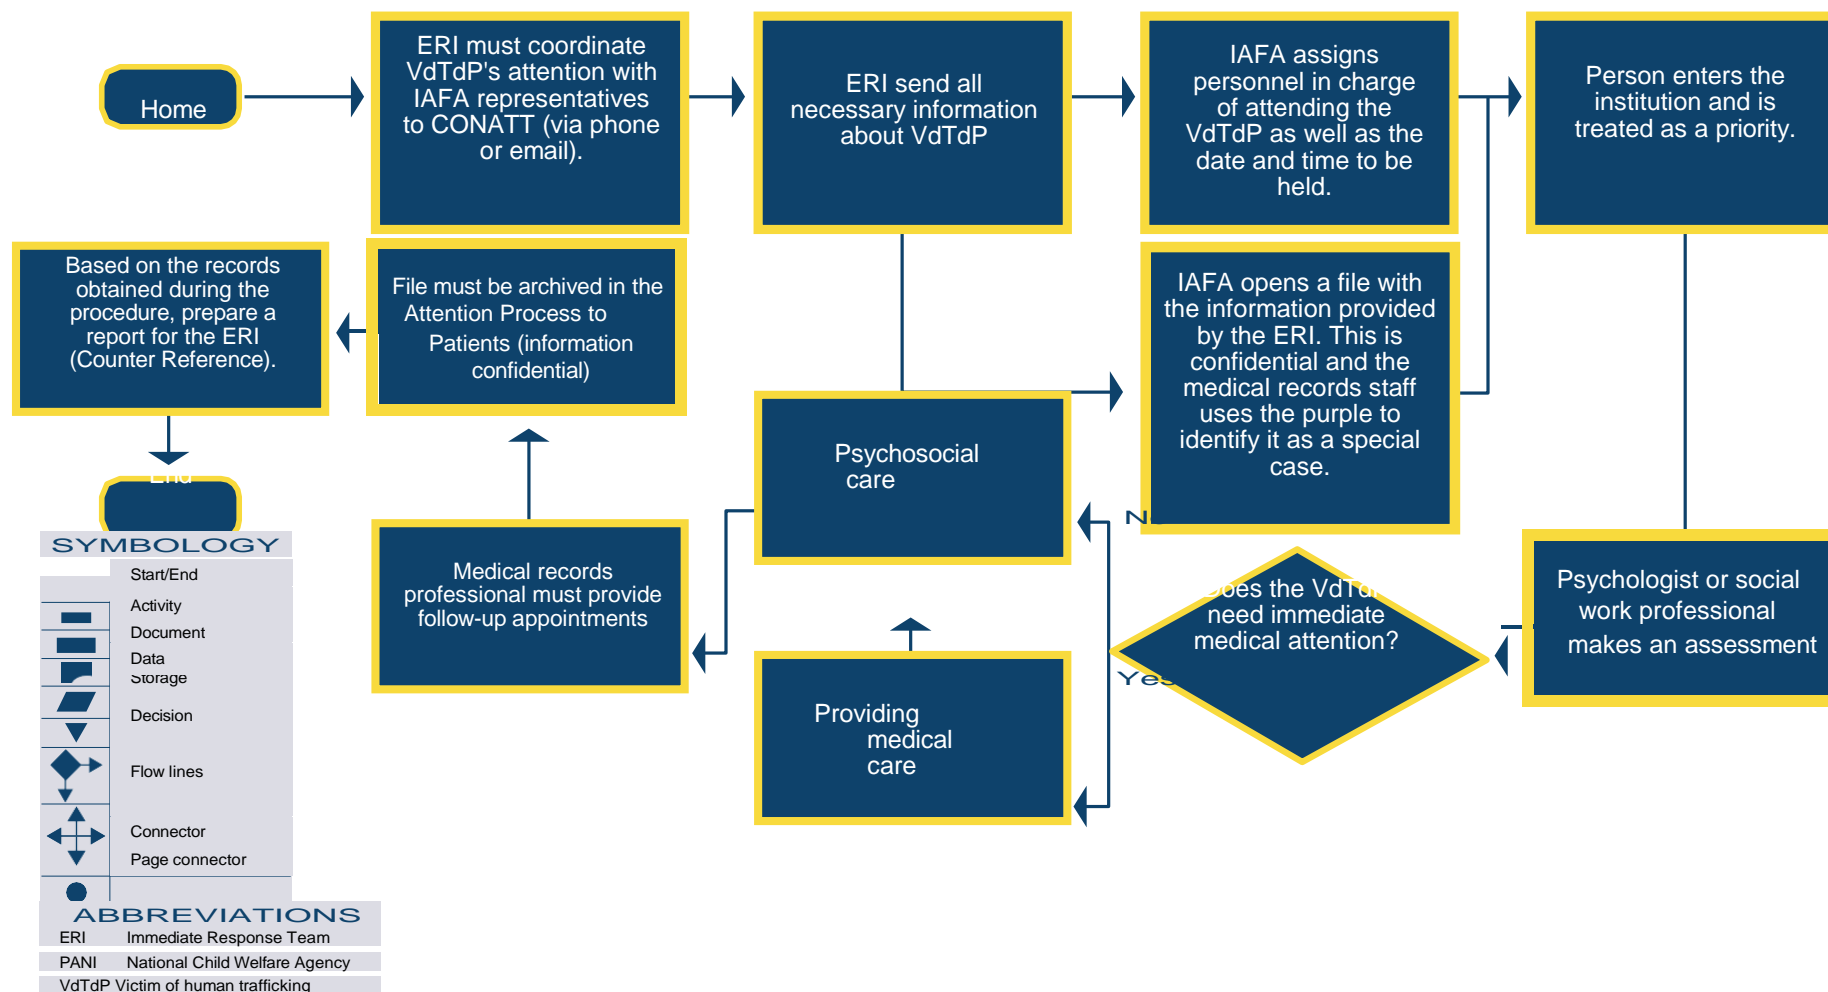 Home
ERI must coordinate
VdTdP's attention with
IAFA representatives
to CONATT (via phone
or email).
ERI send all
necessary information
about VdTdP
IAFA assigns
personnel in charge
of attending the
VdTdP as well as the
date and time to be
held.
Person enters the
institution and is
treated as a priority.
Based on the records
obtained during the
procedure, prepare a
report for the ERI
(Counter Reference).
File must be archived in the
Attention Process to
Patients (information
confidential)
IAFA opens a file with
the information provided
by the ERI. This is
confidential and the
medical records staff
uses the purple to
identify it as a special
case.
Psychosocial
care
End
No
Medical records
professional must provide
follow-up appointments
Does the VdTdP
need immediate
medical attention?
Yes
Psychologist or social
work professional
makes an assessment
Providing
medical
care
SYMBOLOGY
Start/End
Activity
Document
Data
Storage
Decision
Flow lines
Connector
Page connector
ABBREVIATIONS
ERI Immediate Response Team
PANI National Child Welfare Agency
VdTdP Victim of human trafficking